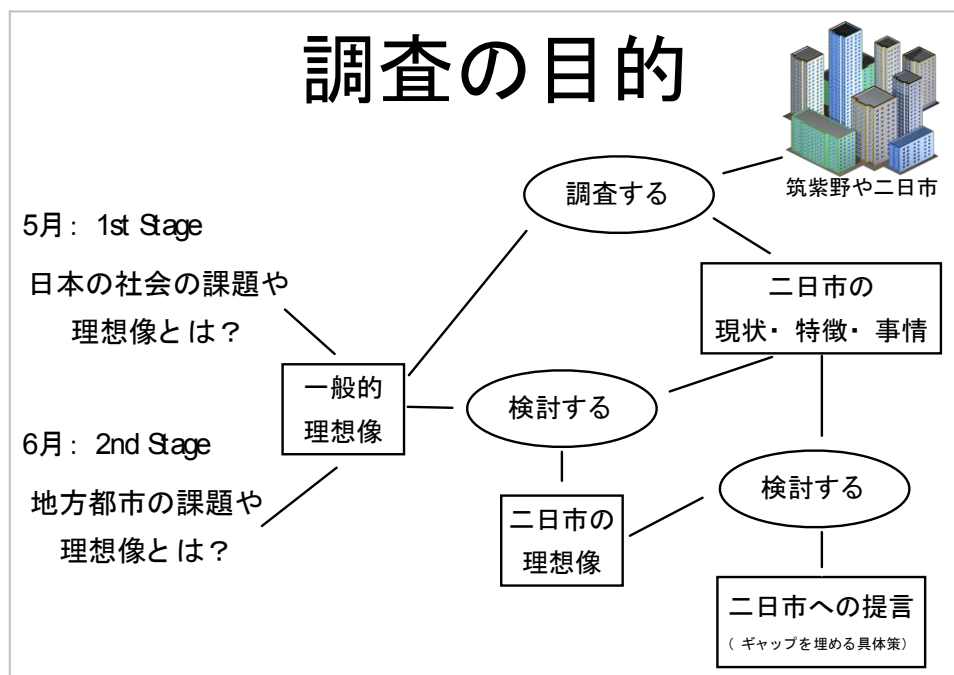 調査の目的
筑紫野や二日市
調査する
5月: 1st Stage
日本の社会の課題や
理想像とは？
二日市の
現状・特徴・事情
一般的
理想像
検討する
6月: 2nd Stage
地方都市の課題や
理想像とは？
二日市の
理想像
検討する
二日市への提言
（ギャップを埋める具体策）